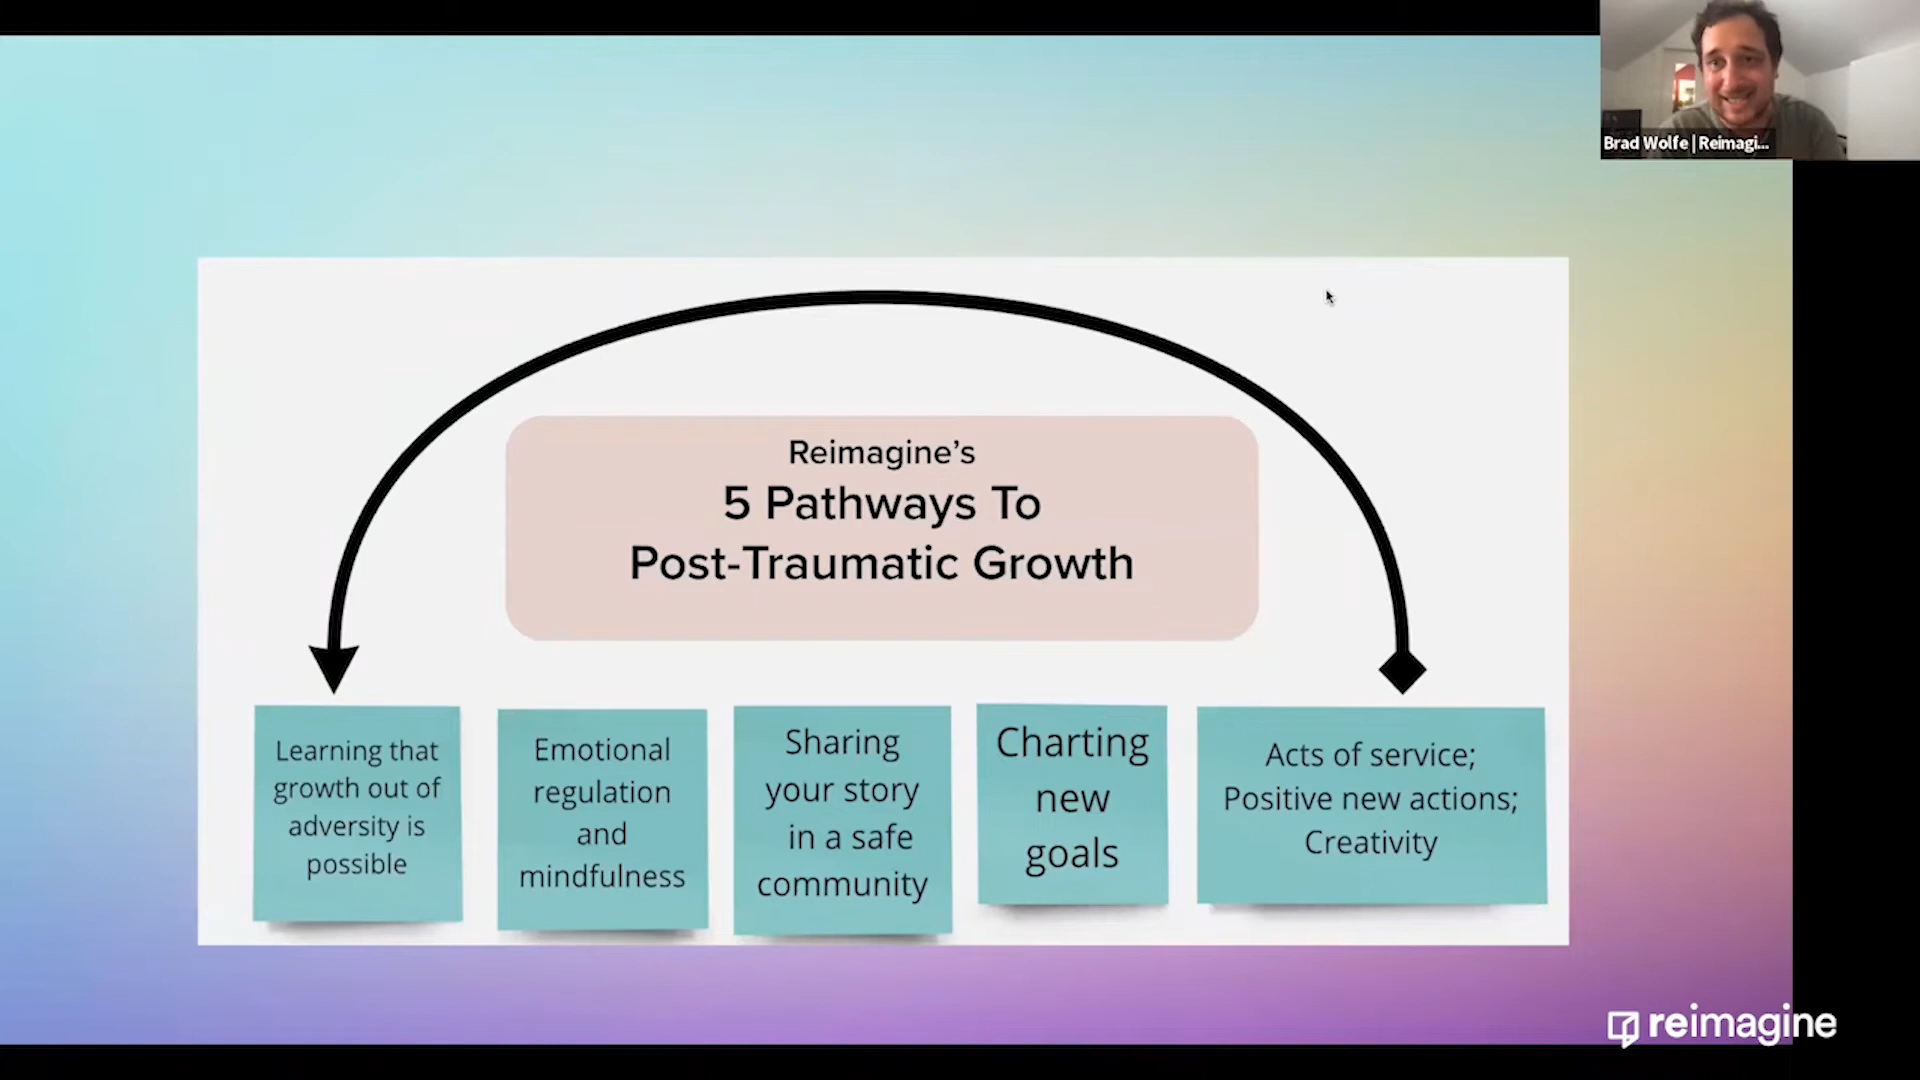 Brad Wolfe | Reimagi...
Reimagine's
5 Pathways To
Post-Traumatic Growth
Learning that
growth out of
adversity is
possible
Emotional
regulation
and
mindfulness
Sharing
your story
in a safe
community
Charting
new
goals
Acts of service;
Positive new actions;
Creativity
reimagine